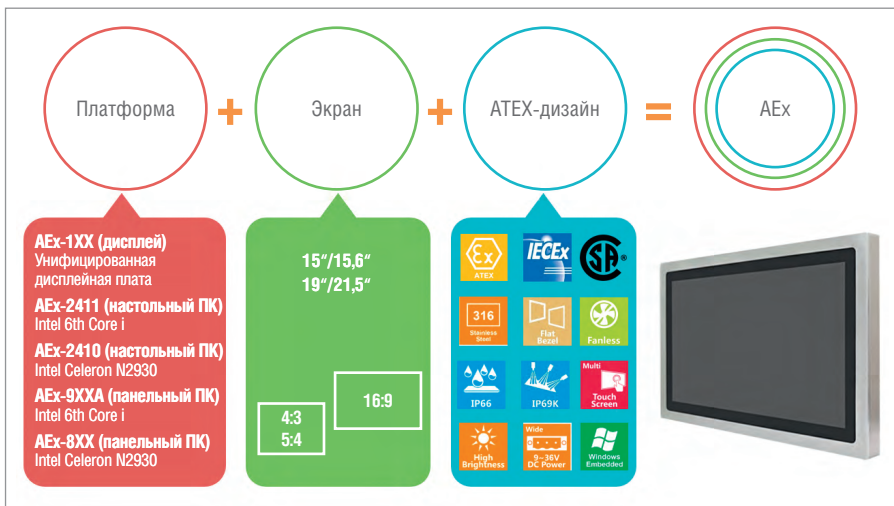 Платформа
+
Экран
+
ATEX-дизайн
=
AEx
AEx-1XX (дисплей)
Унифицированная
дисплейная плата
AEx-2411 (настольный ПК)
Intel 6th Core i
AEx-2410 (настольный ПК)
Intel Celeron N2930
AEx-9XXA (панельный ПК)
Intel 6th Core i
AEx-8XX (панельный ПК)
Intel Celeron N2930
15“/15,6“
19“/21,5“
4:3
5:4
16:9
Ex
ATEX
IECEx
SA®
316
Stainless
Steel
Flat
Bezel
Fanless
IP66
IP69K
Multi
Touch
Screen
High
Brightness
Wide
9~36V
DC Power
Windows
Embedded